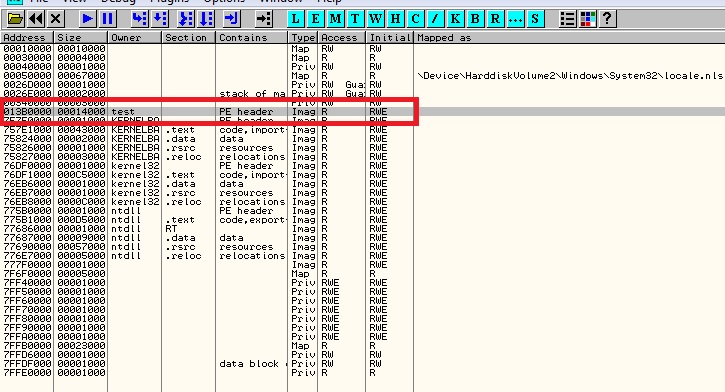 File View Debug Plugins Options Window Help
L E M T W H C / K B R ... S ?
Address Size Owner Section Contains Type Access Initial Mapped as
00010000 00010000 Map RW RW
00030000 00004000 Map R R
00040000 00001000 Priv RW RW
00050000 00067000 Map R R \Device\HarddiskVolume2\Windows\System32\locale.nls
0026D000 00001000 Priv RW Gua RW
0026E000 00002000 stack of ma Priv RW Gua RW
00340000 00003000 Priv RW RW
013B0000 00014000 test PE header Imag R RWE
757E0000 00001000 KERNELBA PE header Imag R RWE
757E1000 00043000 KERNELBA .text code,import Imag R RWE
75824000 00002000 KERNELBA .data data Imag R RWE
75826000 00001000 KERNELBA .rsrc resources Imag R RWE
75827000 00003000 KERNELBA .reloc relocations Imag R RWE
76DF0000 00001000 kernel32 PE header Imag R RWE
76DF1000 000C5000 kernel32 .text code,import Imag R RWE
76EB6000 00001000 kernel32 .data data Imag R RWE
76EB7000 00001000 kernel32 .rsrc resources Imag R RWE
76EB8000 0000C000 kernel32 .reloc relocations Imag R RWE
775B0000 00001000 ntdll PE header Imag R RWE
775B1000 000D5000 ntdll .text code,export Imag R RWE
77686000 00001000 ntdll RT Imag R RWE
77687000 00009000 ntdll .data data Imag R RWE
77690000 00057000 ntdll .rsrc resources Imag R RWE
776E7000 00005000 ntdll .reloc relocations Imag R RWE
777F0000 00001000 Imag R RWE
7F6F0000 00005000 Map R R
7FF40000 00001000 Priv RWE RWE
7FF50000 00001000 Priv RWE RWE
7FF60000 00001000 Priv RWE RWE
7FF70000 00001000 Priv RWE RWE
7FF80000 00001000 Priv RWE RWE
7FF90000 00001000 Priv RWE RWE
7FFA0000 00001000 Priv RWE RWE
7FFB0000 00023000 Map R R
7FFD6000 00001000 Priv RW RW
7FFDF000 00001000 data block Priv RW RW
7FFE0000 00001000 Priv R R